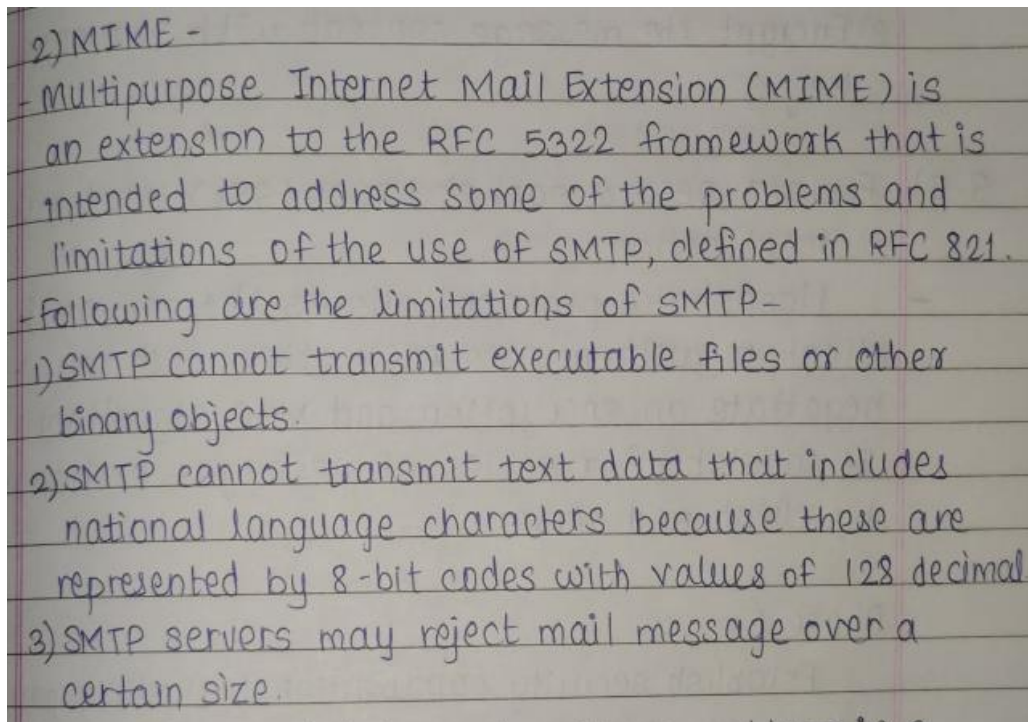 2) MIME -
- Multipurpose Internet Mail Extension (MIME) is
an extension to the RFC 5322 framework that is
intended to address some of the problems and
limitations of the use of SMTP, defined in RFC 821.
- Following are the limitations of SMTP -
1) SMTP cannot transmit executable files or other
binary objects.
2) SMTP cannot transmit text data that includes
national language characters because these are
represented by 8-bit codes with values of 128 decimal
3) SMTP servers may reject mail message over a
certain size.